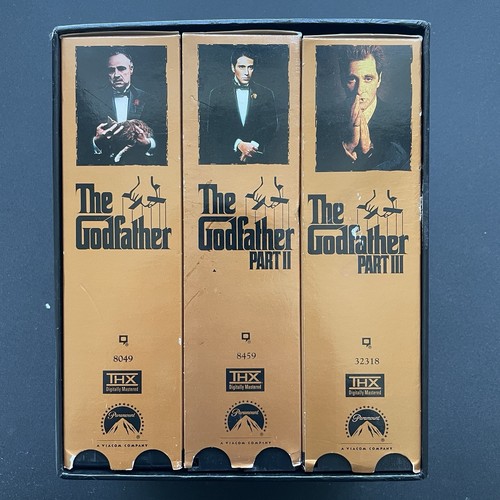 The
Godfather
8049
THX
Digitally Mastered
Paramount
A VIACOM COMPANY
The
Godfather
PART II
8459
THX
Digitally Mastered
Paramount
A VIACOM COMPANY
The
Godfather
PART III
32318
THX
Digitally Mastered
Paramount
A VIACOM COMPANY